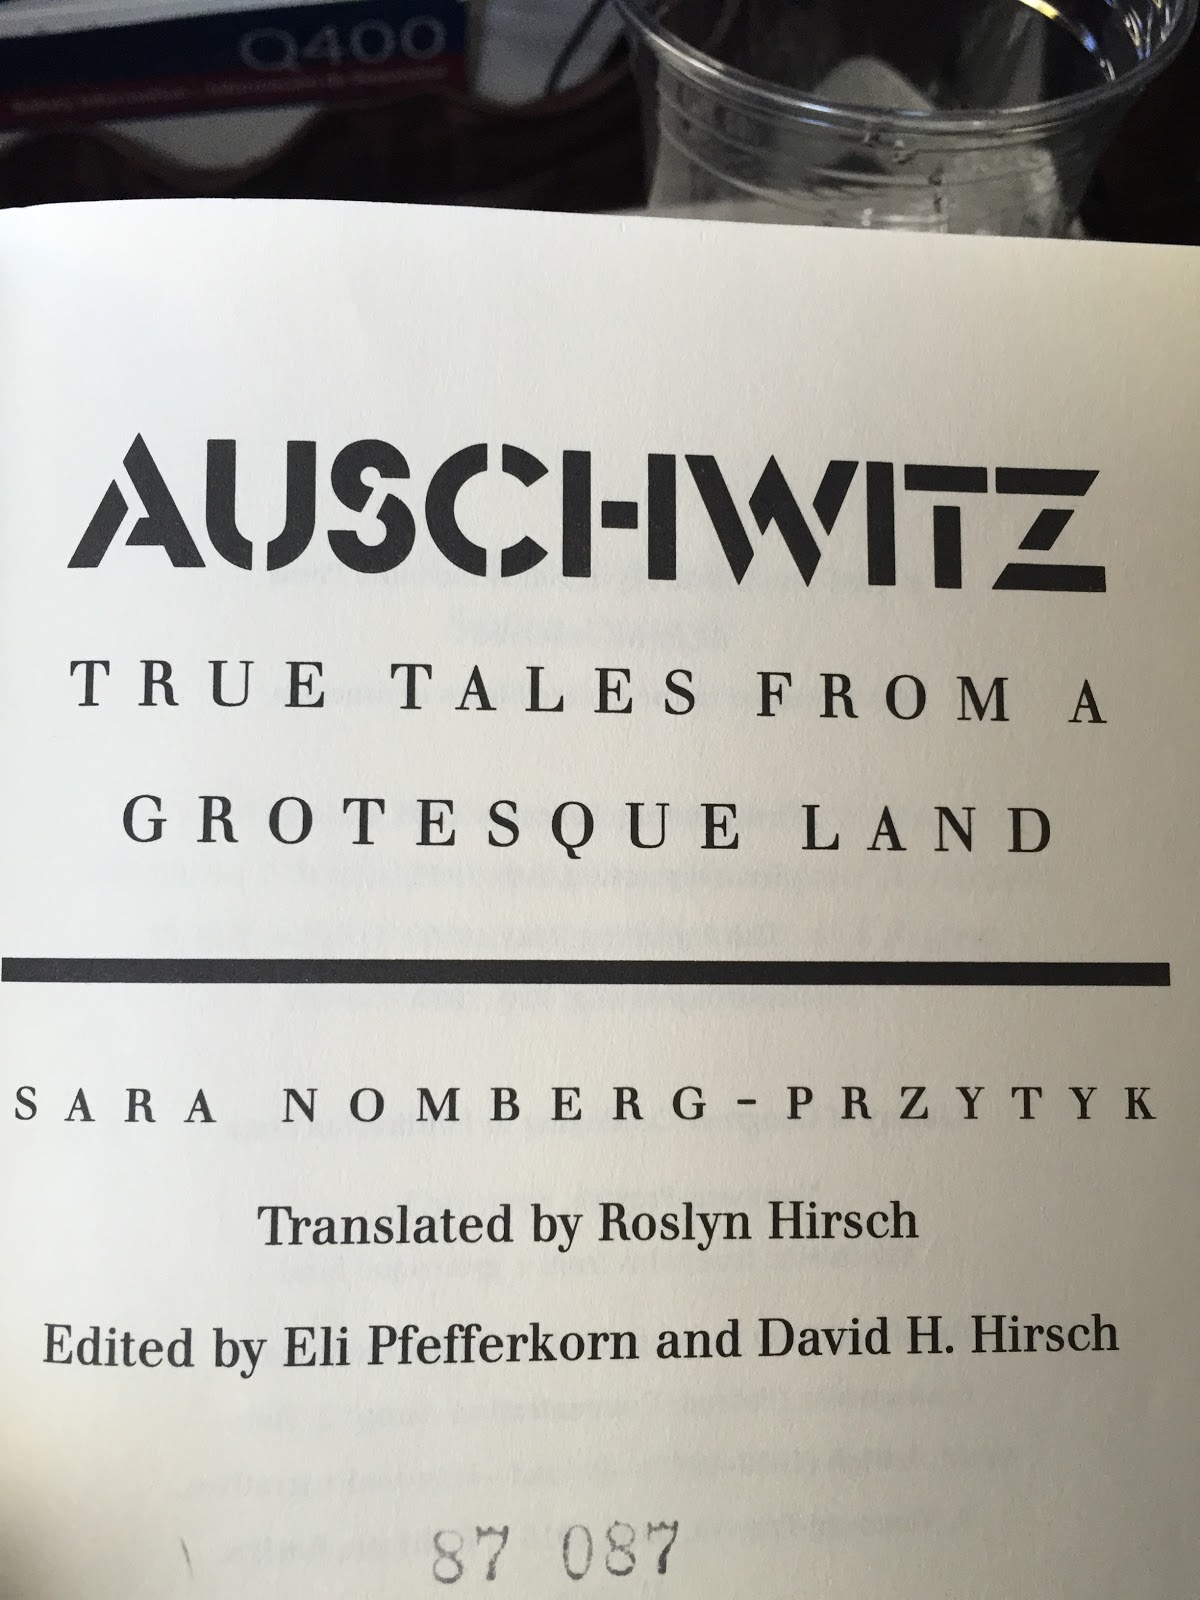 Q400
AUSCHWITZ
TRUE TALES FROM A
GROTESQUE LAND
SARA NOMBERG-PRZYTYK
Translated by Roslyn Hirsch
Edited by Eli Pfefferkorn and David H. Hirsch
87 087